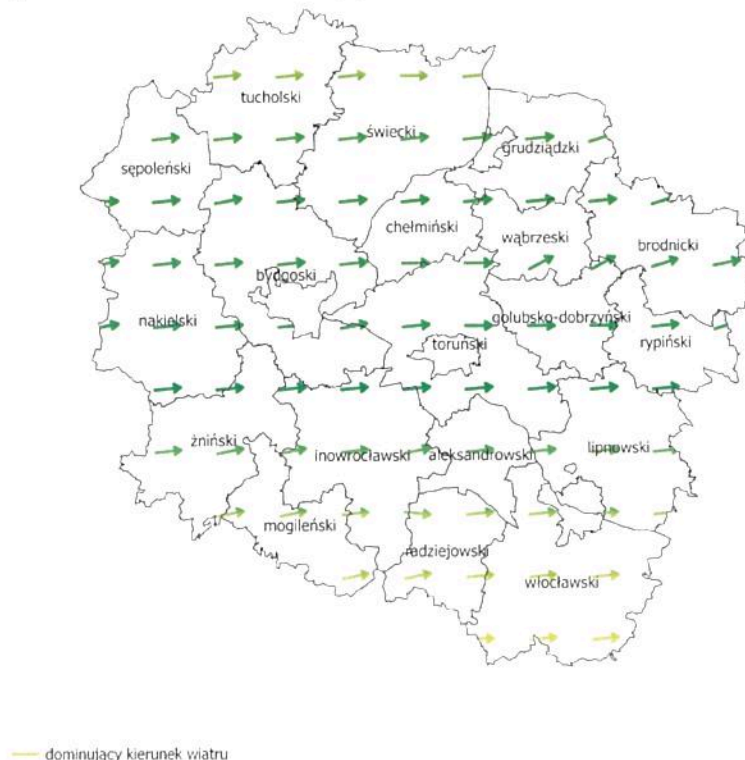 tucholski
świecki
grudziądzki
sępoleński
chełmiński
wąbrzeski
brodnicki
bydgoski
nakielski
golubsko-dobrzyński
toruński
rypiński
żniński
inowrocławski
aleksandrowski
lipnowski
mogileński
radziejowski
włocławski
dominujący kierunek wiatru